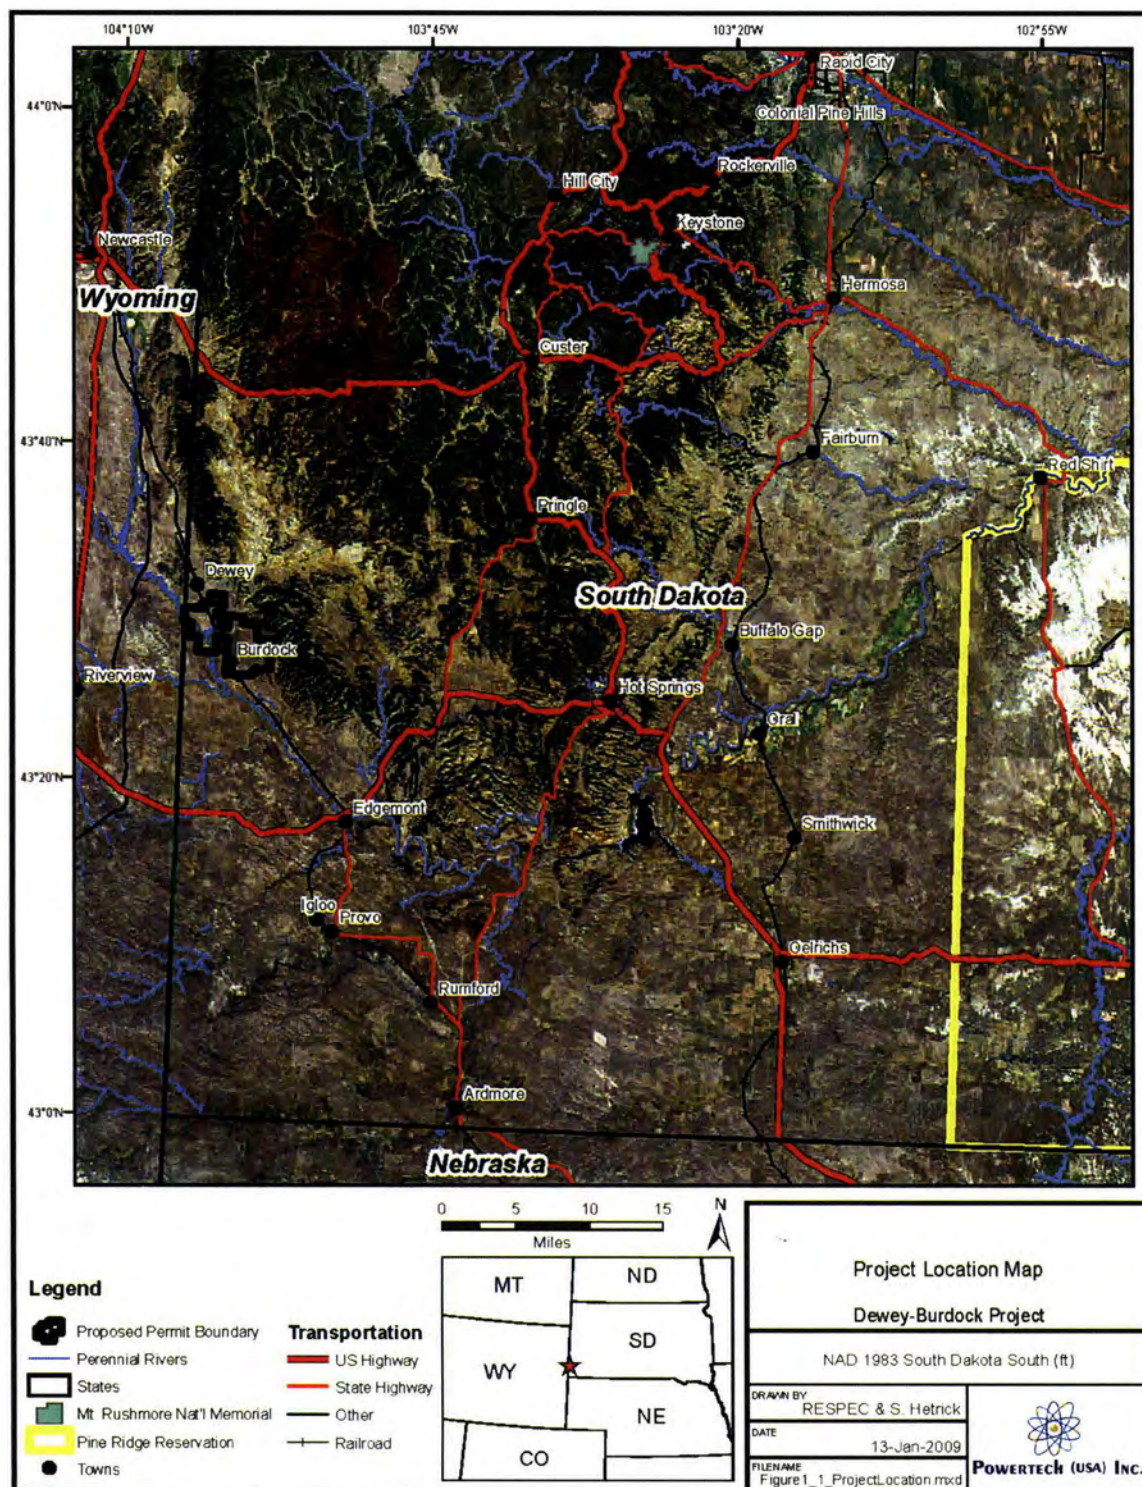 104°10'W 103°45'W 103°20'W 102°55'W
Rapid City
44°0'N
Colonial Pine Hills
Rockerville
Hill City
Keystone
Newcastle
Hermosa
Wyoming
Custer
43°40'N
Fairburn
Red Shirt
Pringle
Dewey
South Dakota
Buffalo Gap
Burdock
Riverview
Hot Springs
Gral
43°20'N
Edgemont
Smithwick
Igloo
Provo
Oelrichs
Rumford
Ardmore
43°0'N
Nebraska
0 5 10 15
Miles
N
Legend
Proposed Permit Boundary
Perennial Rivers
States
Mt. Rushmore Nat'l Memorial
Pine Ridge Reservation
Towns
Transportation
US Highway
State Highway
Other
Railroad
MT
ND
SD
WY
NE
CO
Project Location Map
Dewey-Burdock Project
NAD 1983 South Dakota South (ft)
DRAWN BY
RESPEC & S. Hetrick
DATE
13-Jan-2009
FILENAME
Figure1_1_ProjectLocation.mxd
POWERTECH (USA) INC.